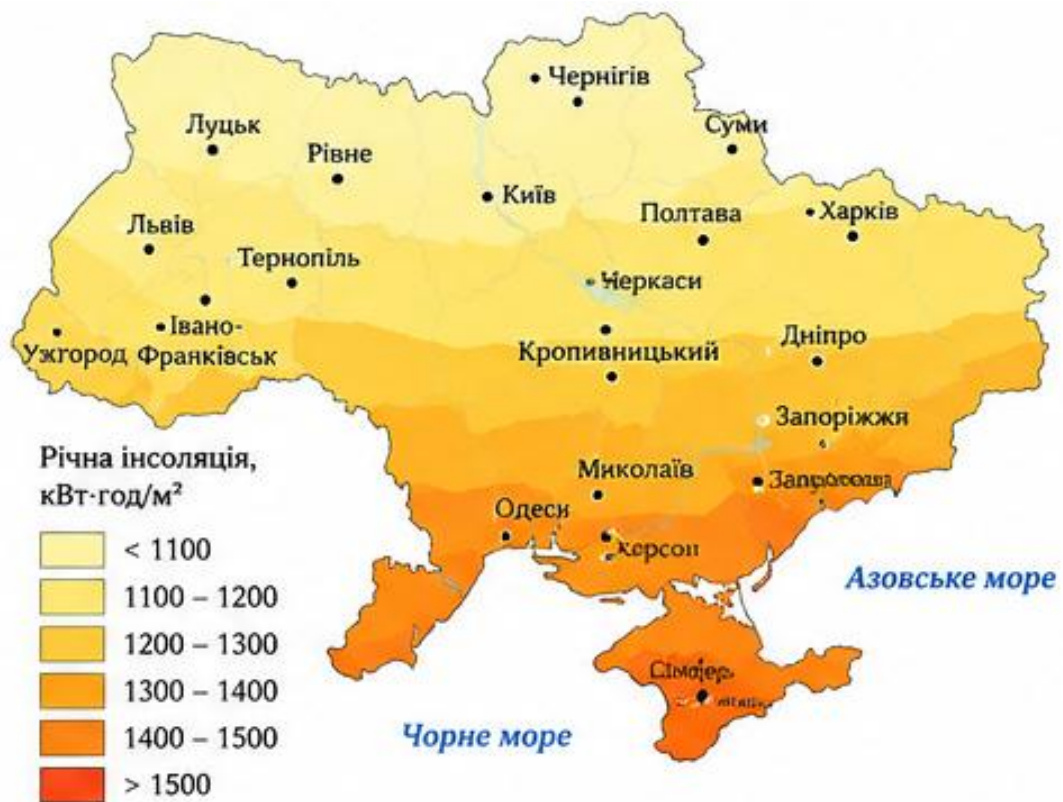 Чернігів
Луцьк
Суми
Рівне
Київ
Полтава
Харків
Львів
Тернопіль
Черкаси
Івано-
Франківськ
Ужгород
Кропивницький
Дніпро
Запоріжжя
Миколаїв
Одеси
Херсон
Річна інсоляція,
кВт·год/м²
< 1100
1100 – 1200
1200 – 1300
1300 – 1400
1400 – 1500
> 1500
Азовське море
Чорне море